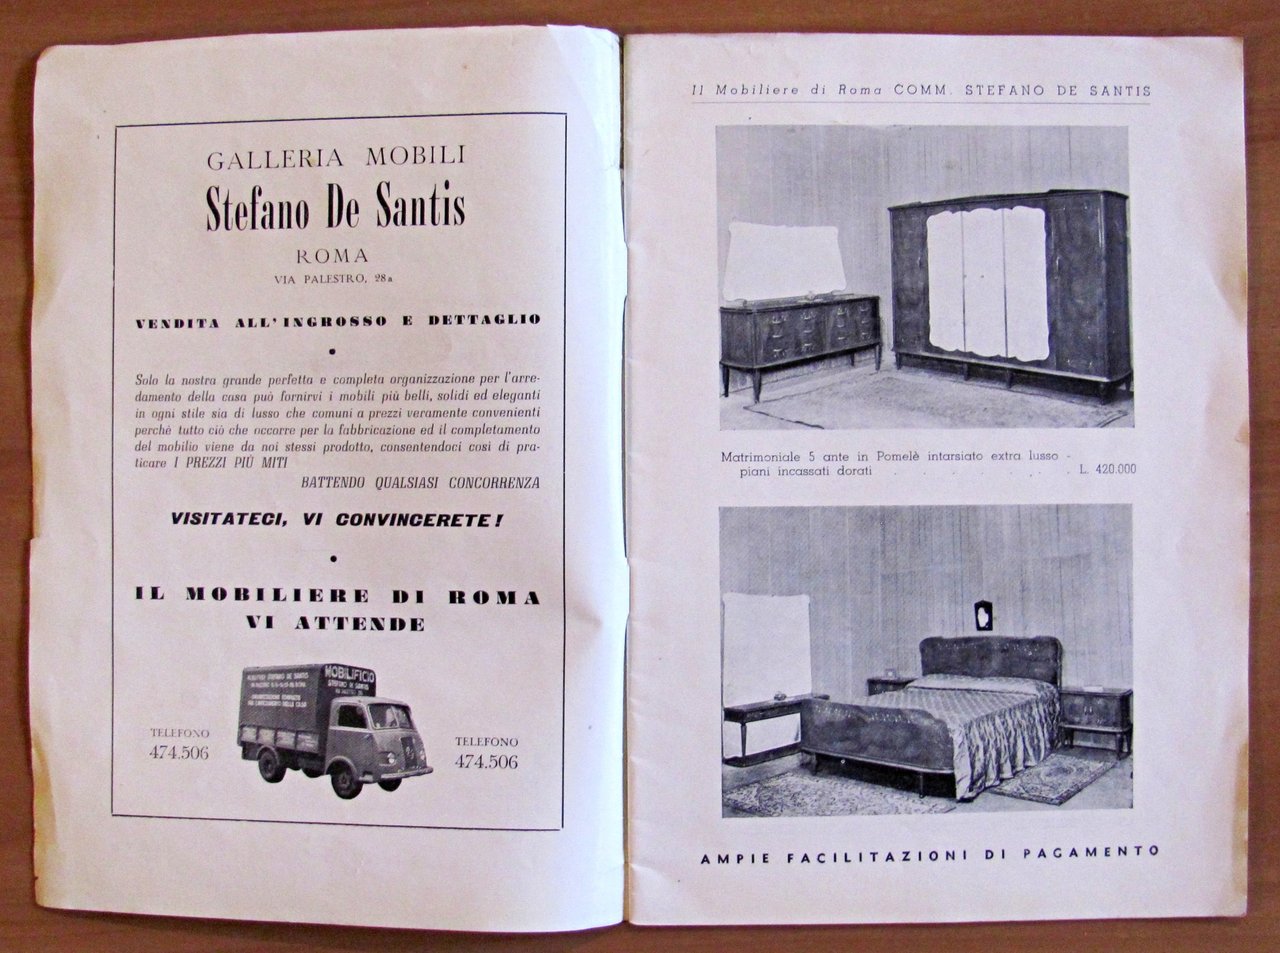 GALLERIA MOBILI
Stefano De Santis
ROMA
VIA PALESTRO, 28a
VENDITA ALL'INGROSSO E DETTAGLIO
Solo la nostra grande perfetta e completa organizzazione per l'arre-
damento della casa può fornirvi i mobili più belli, solidi ed eleganti
in ogni stile sia di lusso che comuni a prezzi veramente convenienti
perchè tutto ciò che occorre per la fabbricazione ed il completamento
del mobilio viene da noi stessi prodotto, consentendoci così di pra-
ticare I PREZZI PIÙ MITI
BATTENDO QUALSIASI CONCORRENZA
VISITATECI, VI CONVINCERETE!
IL MOBILIERE DI ROMA
VI ATTENDE
MOBILIFICIO
STEFANO DE SANTIS
TELEFONO
474.506
TELEFONO
474.506
Il Mobiliere di Roma COMM. STEFANO DE SANTIS
Matrimoniale 5 ante in Pomelè intarsiato extra lusso -
piani incassati dorati . . . . . . . L. 420.000
AMPIE FACILITAZIONI DI PAGAMENTO